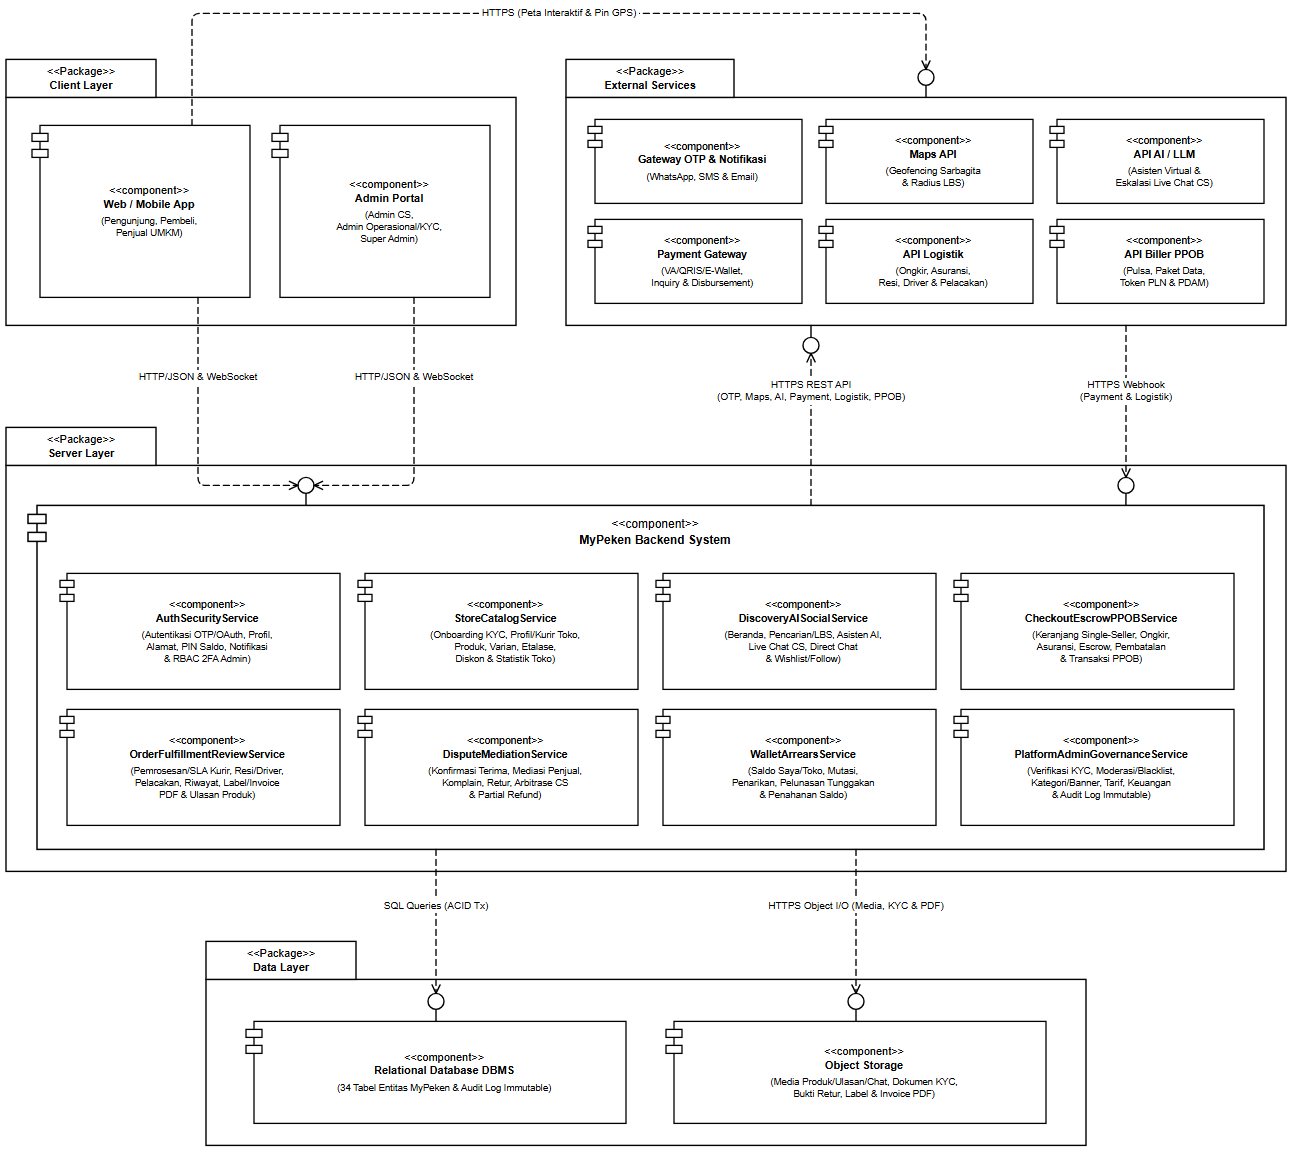 HTTPS (Peta Interaktif & Pin GPS)
<<Package>>
Client Layer
<<component>>
Web / Mobile App
(Pengunjung, Pembeli,
Penjual UMKM)
<<component>>
Admin Portal
(Admin CS,
Admin Operasional/KYC,
Super Admin)
<<Package>>
External Services
<<component>>
Gateway OTP & Notifikasi
(WhatsApp, SMS & Email)
<<component>>
Maps API
(Geofencing Sarbagita
& Radius LBS)
<<component>>
API AI / LLM
(Asisten Virtual &
Eskalasi Live Chat CS)
<<component>>
Payment Gateway
(VA/QRIS/E-Wallet,
Inquiry & Disbursement)
<<component>>
API Logistik
(Ongkir, Asuransi,
Resi, Driver & Pelacakan)
<<component>>
API Biller PPOB
(Pulsa, Paket Data,
Token PLN & PDAM)
HTTP/JSON & WebSocket
HTTP/JSON & WebSocket
HTTPS REST API
(OTP, Maps, AI, Payment, Logistik, PPOB)
HTTPS Webhook
(Payment & Logistik)
<<Package>>
Server Layer
<<component>>
MyPeken Backend System
<<component>>
AuthSecurityService
(Autentikasi OTP/OAuth, Profil,
Alamat, PIN Saldo, Notifikasi
& RBAC 2FA Admin)
<<component>>
StoreCatalogService
(Onboarding KYC, Profil/Kurir Toko,
Produk, Varian, Etalase,
Diskon & Statistik Toko)
<<component>>
DiscoveryAISocialService
(Beranda, Pencarian/LBS, Asisten AI,
Live Chat CS, Direct Chat
& Wishlist/Follow)
<<component>>
CheckoutEscrowPPOBService
(Keranjang Single-Seller, Ongkir,
Asuransi, Escrow, Pembatalan
& Transaksi PPOB)
<<component>>
OrderFulfillmentReviewService
(Pemrosesan/SLA Kurir, Resi/Driver,
Pelacakan, Riwayat, Label/Invoice
PDF & Ulasan Produk)
<<component>>
DisputeMediationService
(Konfirmasi Terima, Mediasi Penjual,
Komplain, Retur, Arbitrase CS
& Partial Refund)
<<component>>
WalletArrearsService
(Saldo Saya/Toko, Mutasi,
Penarikan, Pelunasan Tunggakan
& Penahanan Saldo)
<<component>>
PlatformAdminGovernanceService
(Verifikasi KYC, Moderasi/Blacklist,
Kategori/Banner, Tarif, Keuangan
& Audit Log Immutable)
SQL Queries (ACID Tx)
HTTPS Object I/O (Media, KYC & PDF)
<<Package>>
Data Layer
<<component>>
Relational Database DBMS
(34 Tabel Entitas MyPeken & Audit Log Immutable)
<<component>>
Object Storage
(Media Produk/Ulasan/Chat, Dokumen KYC,
Bukti Retur, Label & Invoice PDF)